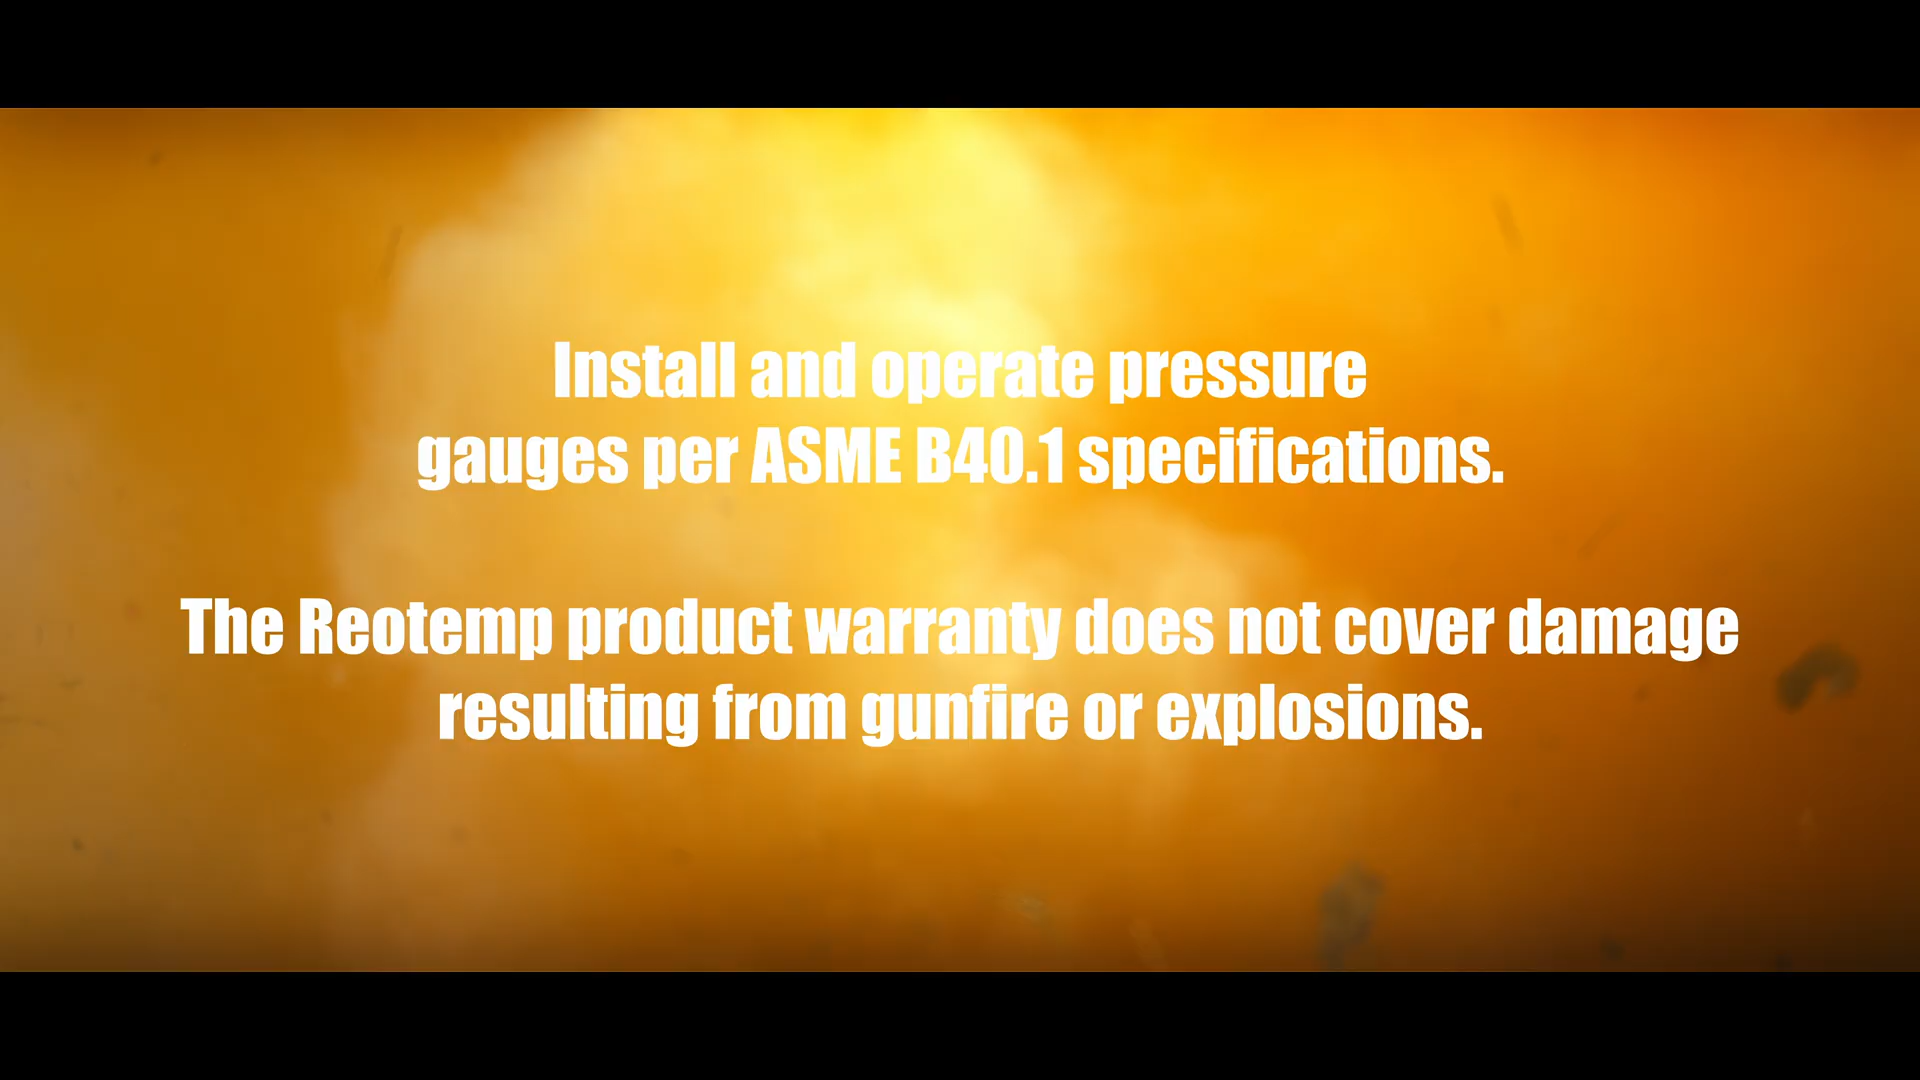 Install and operate pressure
gauges per ASME B40.1 specifications.
The Reotemp product warranty does not cover damage
resulting from gunfire or explosions.